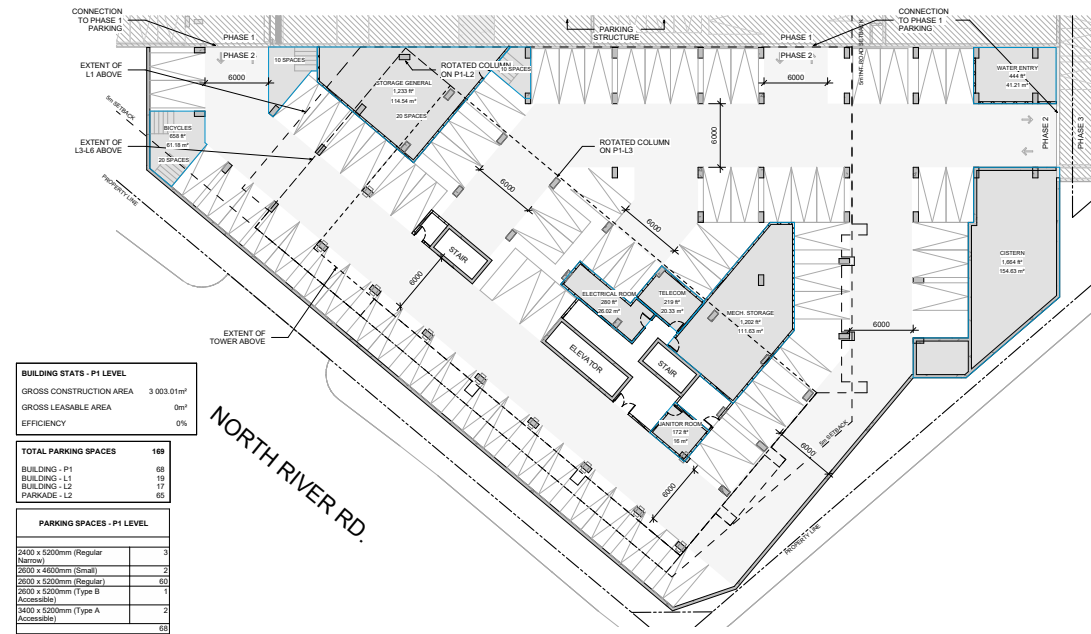 CONNECTION
TO PHASE 1
PARKING
PHASE 1
PHASE 2
PARKING
STRUCTURE
PHASE 1
PHASE 2
CONNECTION
TO PHASE 1
PARKING
EXTENT OF
L1 ABOVE
10 SPACES
6000
STORAGE GENERAL
1,233 ft²
114.54 m²
20 SPACES
ROTATED COLUMN
ON P1-L2
10 SPACES
6000
WATER ENTRY
444 ft²
41.21 m²
5m SETBACK
BICYCLES
658 ft²
61.18 m²
20 SPACES
EXTENT OF
L3-L6 ABOVE
ROTATED COLUMN
ON P1-L3
6000
PHASE 2
PHASE 3
PROPERTY LINE
6000
6000
STAIR
6000
ELECTRICAL ROOM
280 ft²
26.02 m²
TELECOM
219 ft²
20.33 m²
MECH. STORAGE
1,202 ft²
111.63 m²
CISTERN
1,664 ft²
154.63 m²
EXTENT OF
TOWER ABOVE
ELEVATOR
STAIR
6000
JANITOR ROOM
172 ft²
16 m²
5m SETBACK
6000
6000
PROPERTY LINE
NORTH RIVER RD.
BUILDING STATS - P1 LEVEL
GROSS CONSTRUCTION AREA 3 003.01m²
GROSS LEASABLE AREA 0m²
EFFICIENCY 0%
TOTAL PARKING SPACES 169
BUILDING - P1 68
BUILDING - L1 19
BUILDING - L2 17
PARKADE - L2 65
PARKING SPACES - P1 LEVEL
2400 x 5200mm (Regular 3
Narrow)
2600 x 4600mm (Small) 2
2600 x 5200mm (Regular) 60
2600 x 5200mm (Type B 1
Accessible)
3400 x 5200mm (Type A 2
Accessible)
68